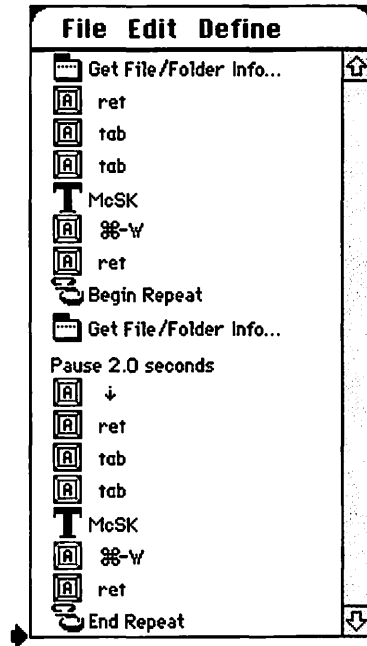 File Edit Define
Get File/Folder Info...
A ret
A tab
A tab
T McSK
A ⌘-W
A ret
Begin Repeat
Get File/Folder Info...
Pause 2.0 seconds
A ↓
A ret
A tab
A tab
T McSK
A ⌘-W
A ret
End Repeat